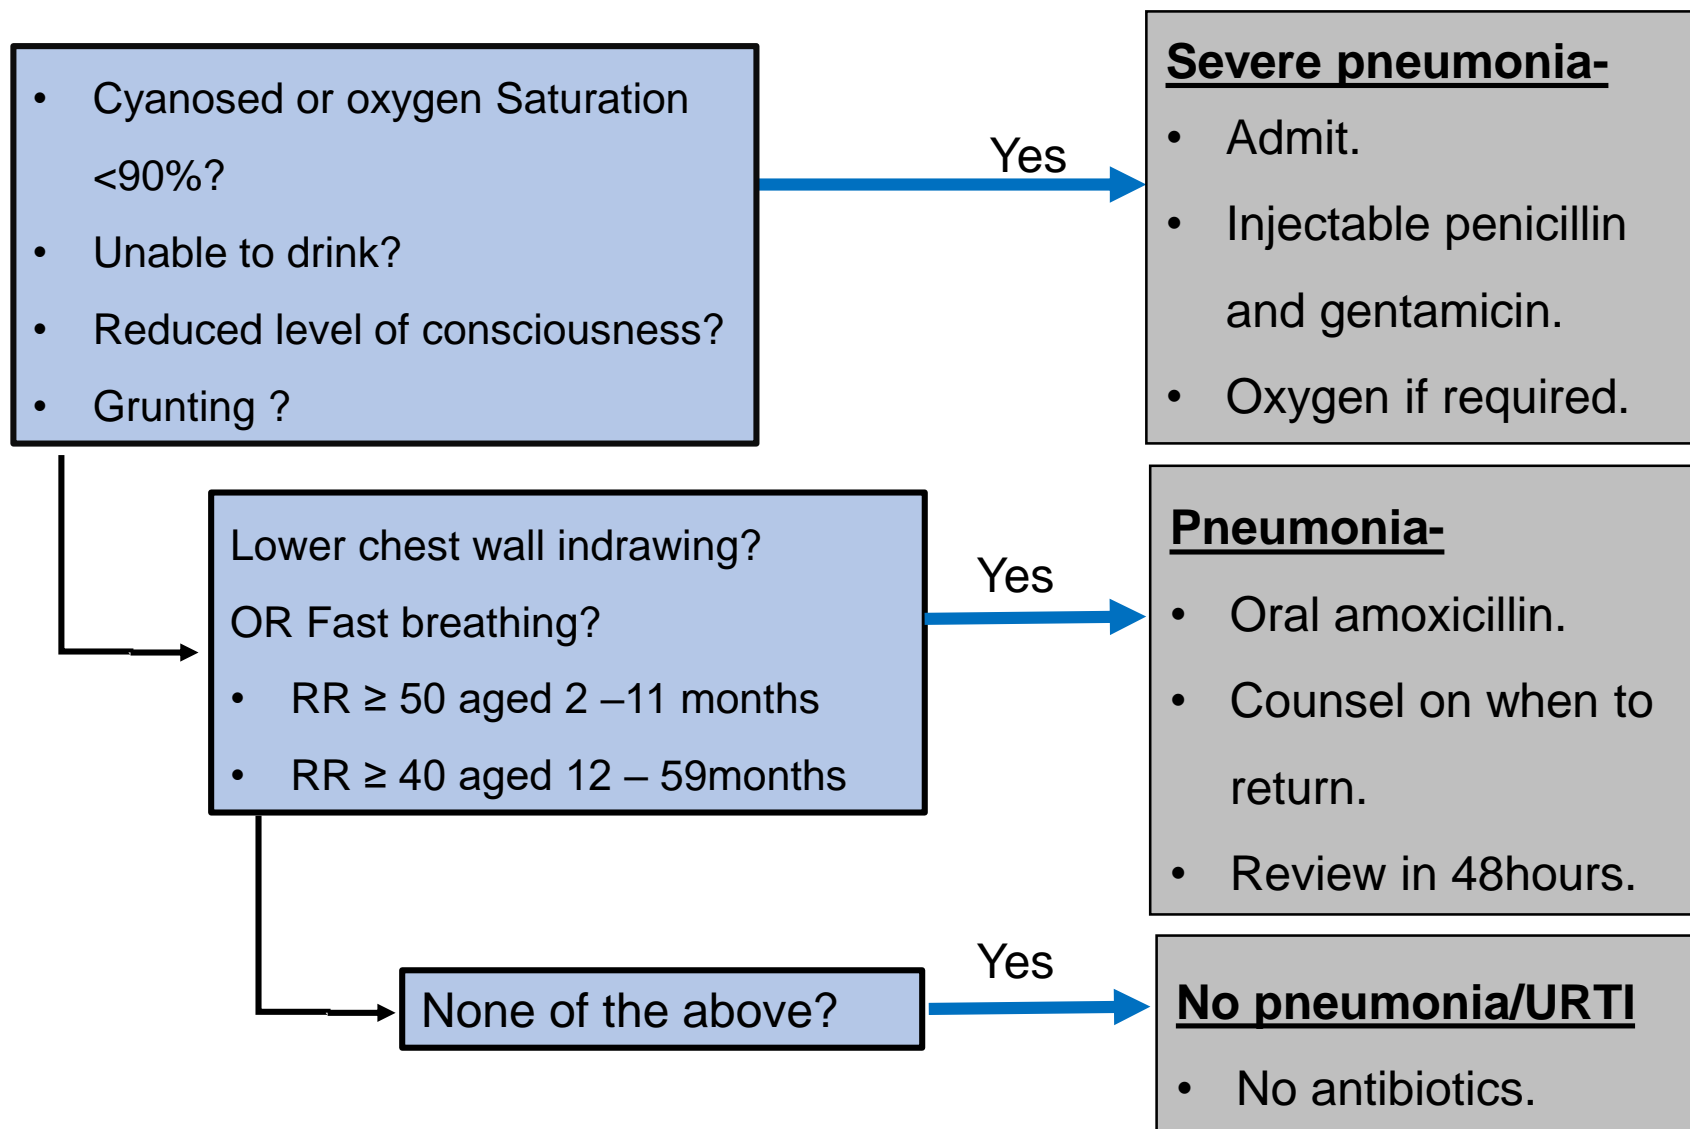 • Cyanosed or oxygen Saturation
<90%?
• Unable to drink?
• Reduced level of consciousness?
• Grunting ?
Yes
Severe pneumonia-
• Admit.
• Injectable penicillin
and gentamicin.
• Oxygen if required.
Lower chest wall indrawing?
OR Fast breathing?
• RR ≥ 50 aged 2 –11 months
• RR ≥ 40 aged 12 – 59months
Yes
Pneumonia-
• Oral amoxicillin.
• Counsel on when to
return.
• Review in 48hours.
None of the above?
Yes
No pneumonia/URTI
• No antibiotics.